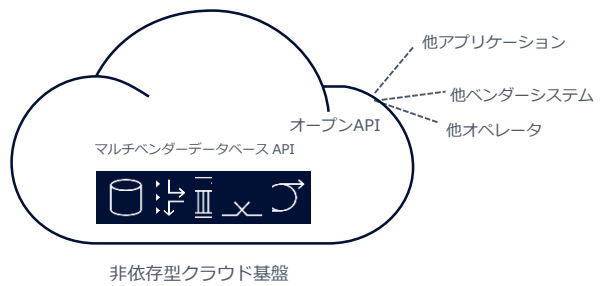 他アプリケーション
他ベンダーシステム
オープンAPI
他オペレータ
マルチベンダーデータベース API
非依存型クラウド基盤